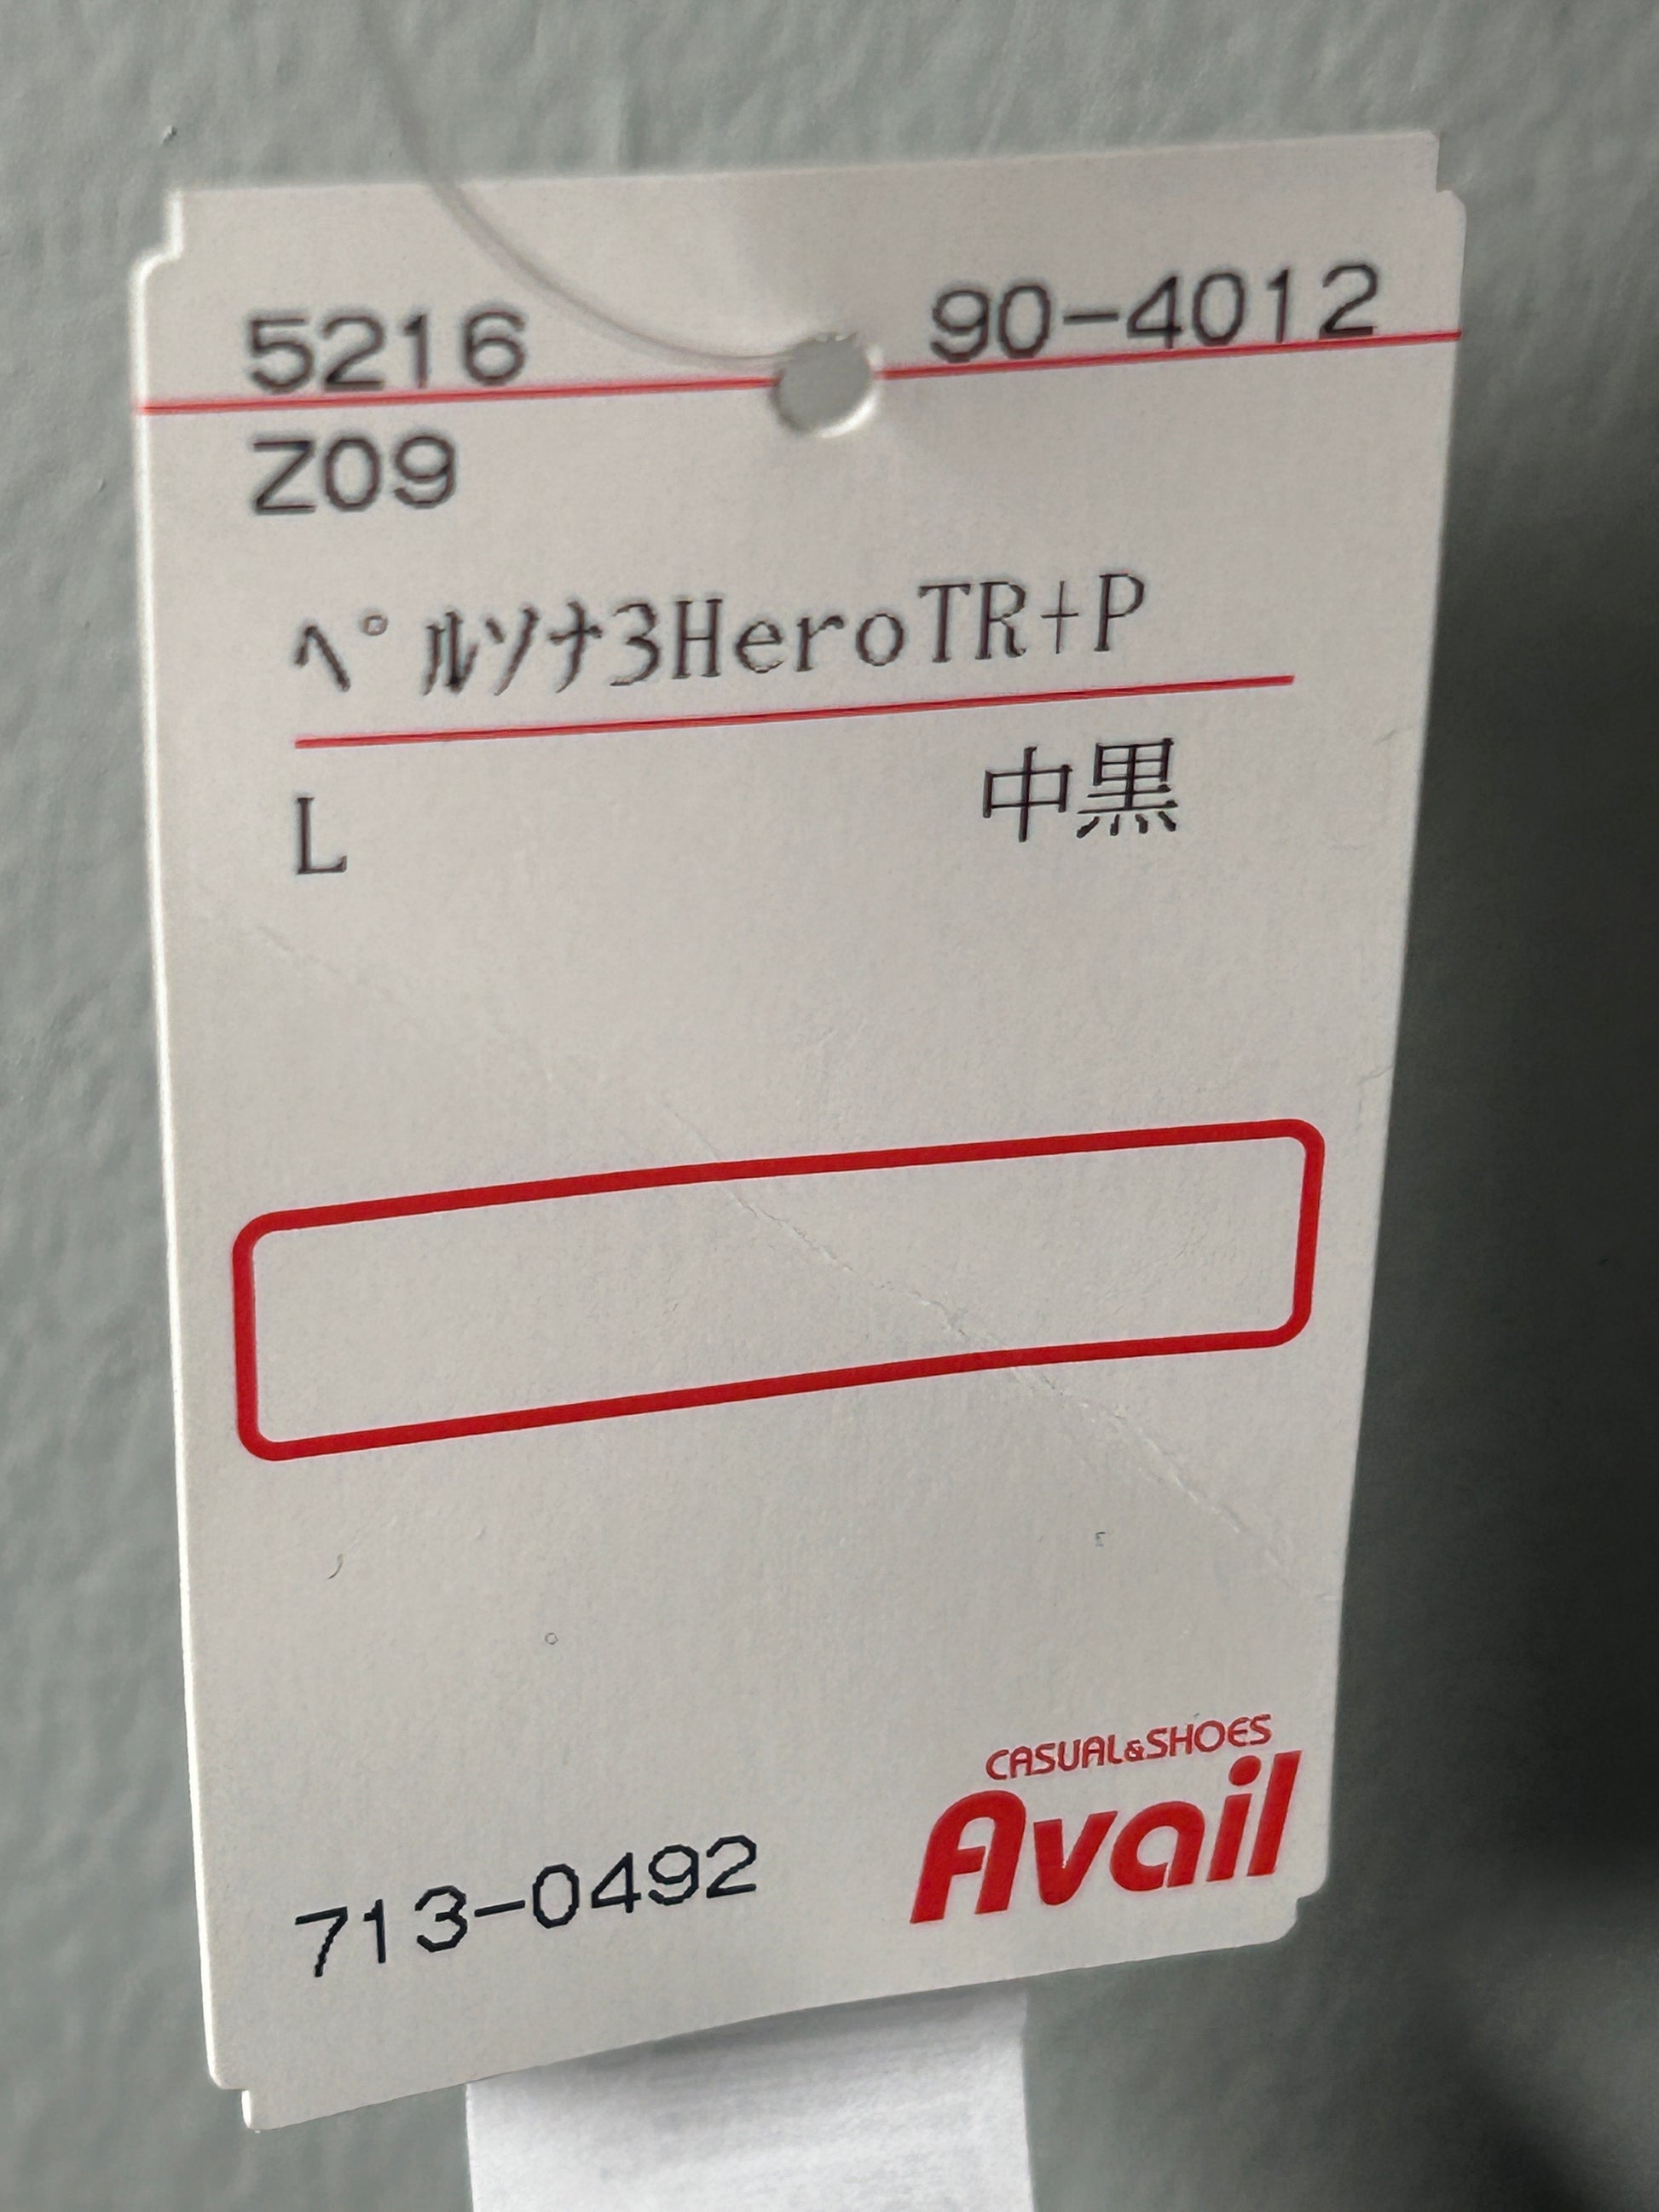 5216 90-4012
Z09
ペルソナ3HeroTR+P
L 中黒
CASUAL&SHOES
Avail
713-0492